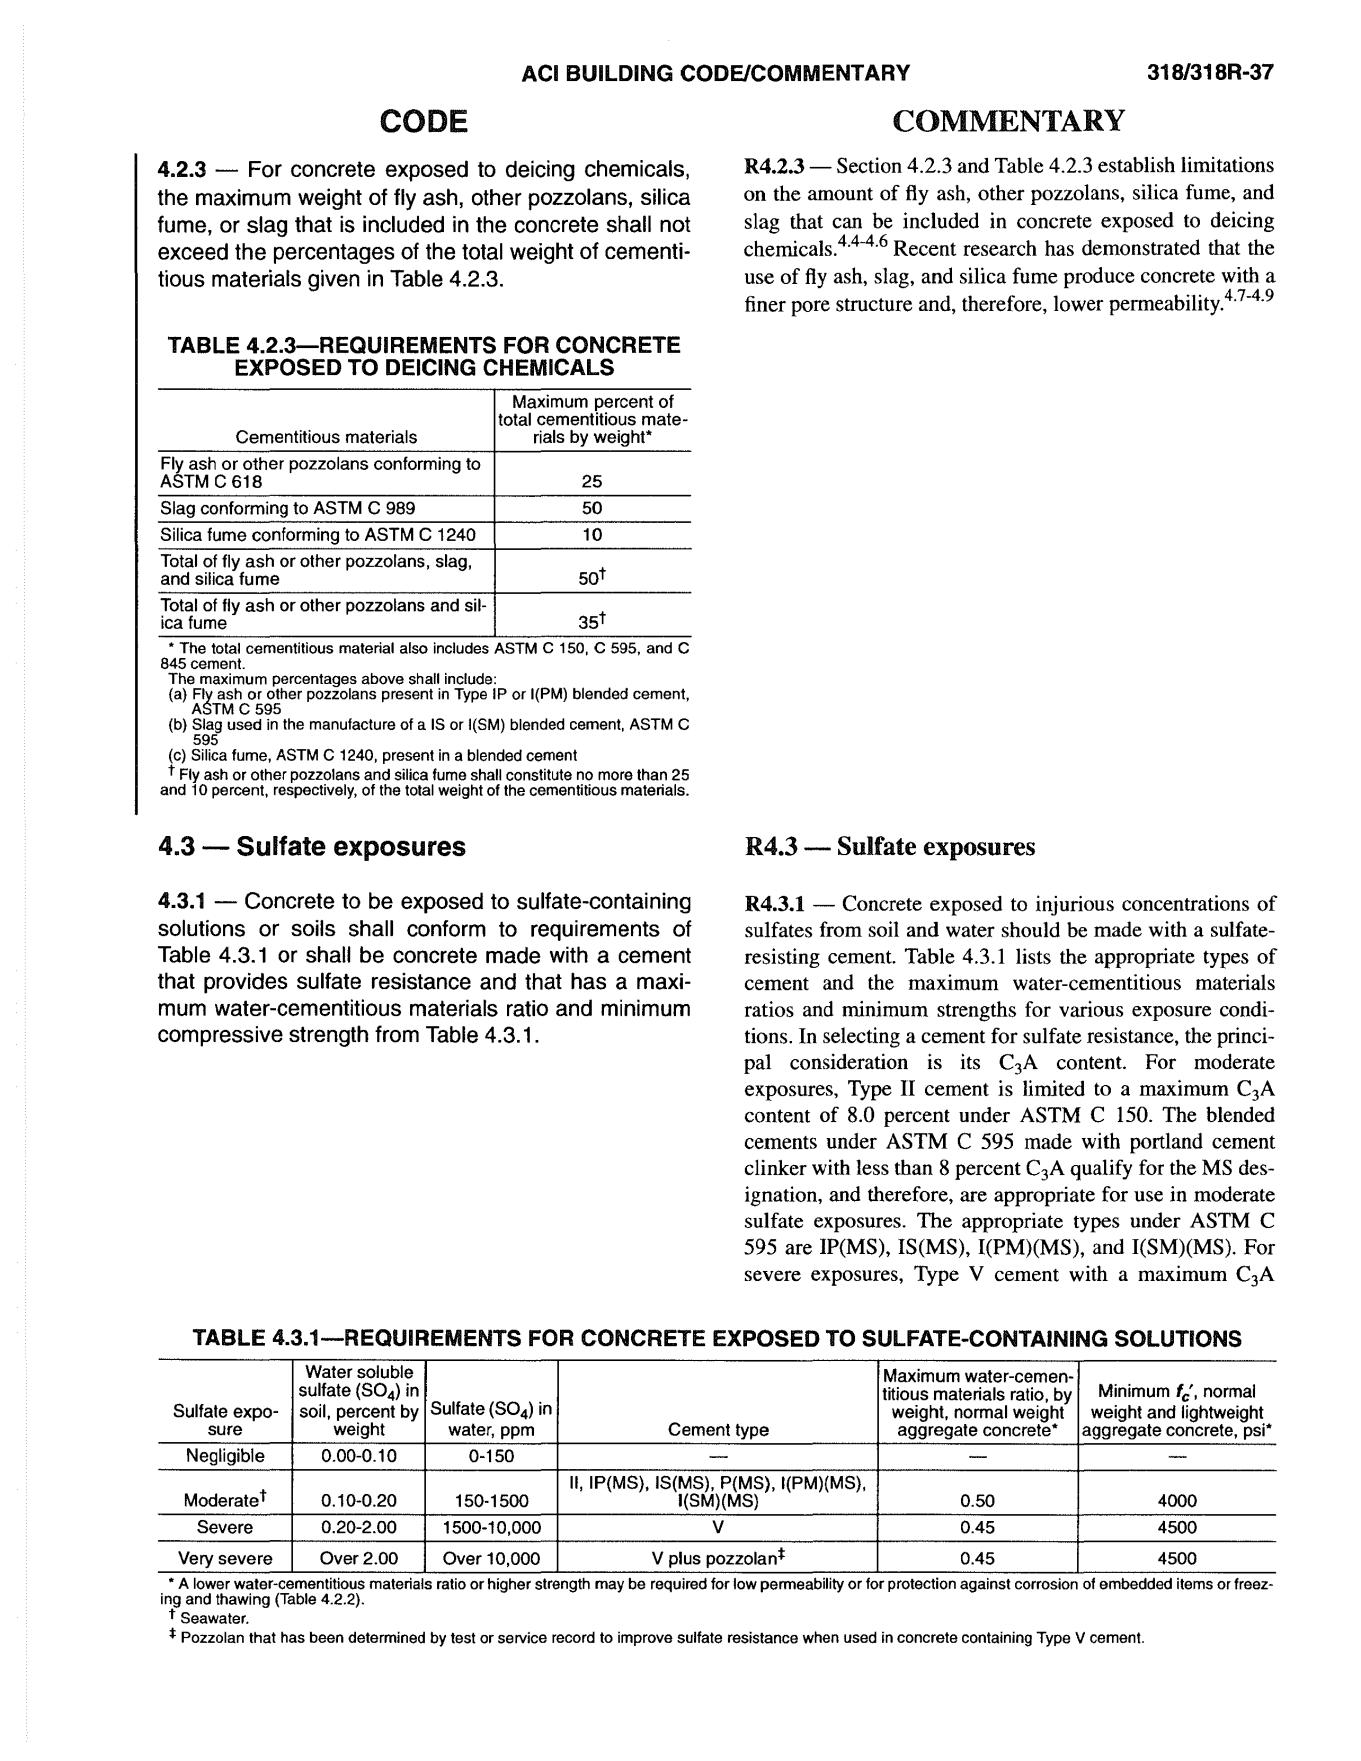 ACI BUILDING CODE/COMMENTARY 318/318R-37
CODE
4.2.3 — For concrete exposed to deicing chemicals,
the maximum weight of fly ash, other pozzolans, silica
fume, or slag that is included in the concrete shall not
exceed the percentages of the total weight of cementi-
tious materials given in Table 4.2.3.
TABLE 4.2.3—REQUIREMENTS FOR CONCRETE
EXPOSED TO DEICING CHEMICALS
Cementitious materials
Maximum percent of
total cementitious mate-
rials by weight*
Fly ash or other pozzolans conforming to
ASTM C 618 25
Slag conforming to ASTM C 989 50
Silica fume conforming to ASTM C 1240 10
Total of fly ash or other pozzolans, slag,
and silica fume 50†
Total of fly ash or other pozzolans and sil-
ica fume 35†
* The total cementitious material also includes ASTM C 150, C 595, and C
845 cement.
The maximum percentages above shall include:
(a) Fly ash or other pozzolans present in Type IP or I(PM) blended cement,
ASTM C 595
(b) Slag used in the manufacture of a IS or I(SM) blended cement, ASTM C
595
(c) Silica fume, ASTM C 1240, present in a blended cement
† Fly ash or other pozzolans and silica fume shall constitute no more than 25
and 10 percent, respectively, of the total weight of the cementitious materials.
4.3 — Sulfate exposures
4.3.1 — Concrete to be exposed to sulfate-containing
solutions or soils shall conform to requirements of
Table 4.3.1 or shall be concrete made with a cement
that provides sulfate resistance and that has a maxi-
mum water-cementitious materials ratio and minimum
compressive strength from Table 4.3.1.
COMMENTARY
R4.2.3 — Section 4.2.3 and Table 4.2.3 establish limitations
on the amount of fly ash, other pozzolans, silica fume, and
slag that can be included in concrete exposed to deicing
chemicals.4.4-4.6 Recent research has demonstrated that the
use of fly ash, slag, and silica fume produce concrete with a
finer pore structure and, therefore, lower permeability.4.7-4.9
R4.3 — Sulfate exposures
R4.3.1 — Concrete exposed to injurious concentrations of
sulfates from soil and water should be made with a sulfate-
resisting cement. Table 4.3.1 lists the appropriate types of
cement and the maximum water-cementitious materials
ratios and minimum strengths for various exposure condi-
tions. In selecting a cement for sulfate resistance, the princi-
pal consideration is its C3A content. For moderate
exposures, Type II cement is limited to a maximum C3A
content of 8.0 percent under ASTM C 150. The blended
cements under ASTM C 595 made with portland cement
clinker with less than 8 percent C3A qualify for the MS des-
ignation, and therefore, are appropriate for use in moderate
sulfate exposures. The appropriate types under ASTM C
595 are IP(MS), IS(MS), I(PM)(MS), and I(SM)(MS). For
severe exposures, Type V cement with a maximum C3A
TABLE 4.3.1—REQUIREMENTS FOR CONCRETE EXPOSED TO SULFATE-CONTAINING SOLUTIONS
Sulfate expo-
sure
Water soluble
sulfate (SO4) in
soil, percent by
weight
Sulfate (SO4) in
water, ppm
Cement type
Maximum water-cemen-
titious materials ratio, by
weight, normal weight
aggregate concrete*
Minimum fc′, normal
weight and lightweight
aggregate concrete, psi*
Negligible 0.00-0.10 0-150 — — —
Moderate† 0.10-0.20 150-1500 II, IP(MS), IS(MS), P(MS), I(PM)(MS),
I(SM)(MS) 0.50 4000
Severe 0.20-2.00 1500-10,000 V 0.45 4500
Very severe Over 2.00 Over 10,000 V plus pozzolan‡ 0.45 4500
* A lower water-cementitious materials ratio or higher strength may be required for low permeability or for protection against corrosion of embedded items or freez-
ing and thawing (Table 4.2.2).
† Seawater.
‡ Pozzolan that has been determined by test or service record to improve sulfate resistance when used in concrete containing Type V cement.